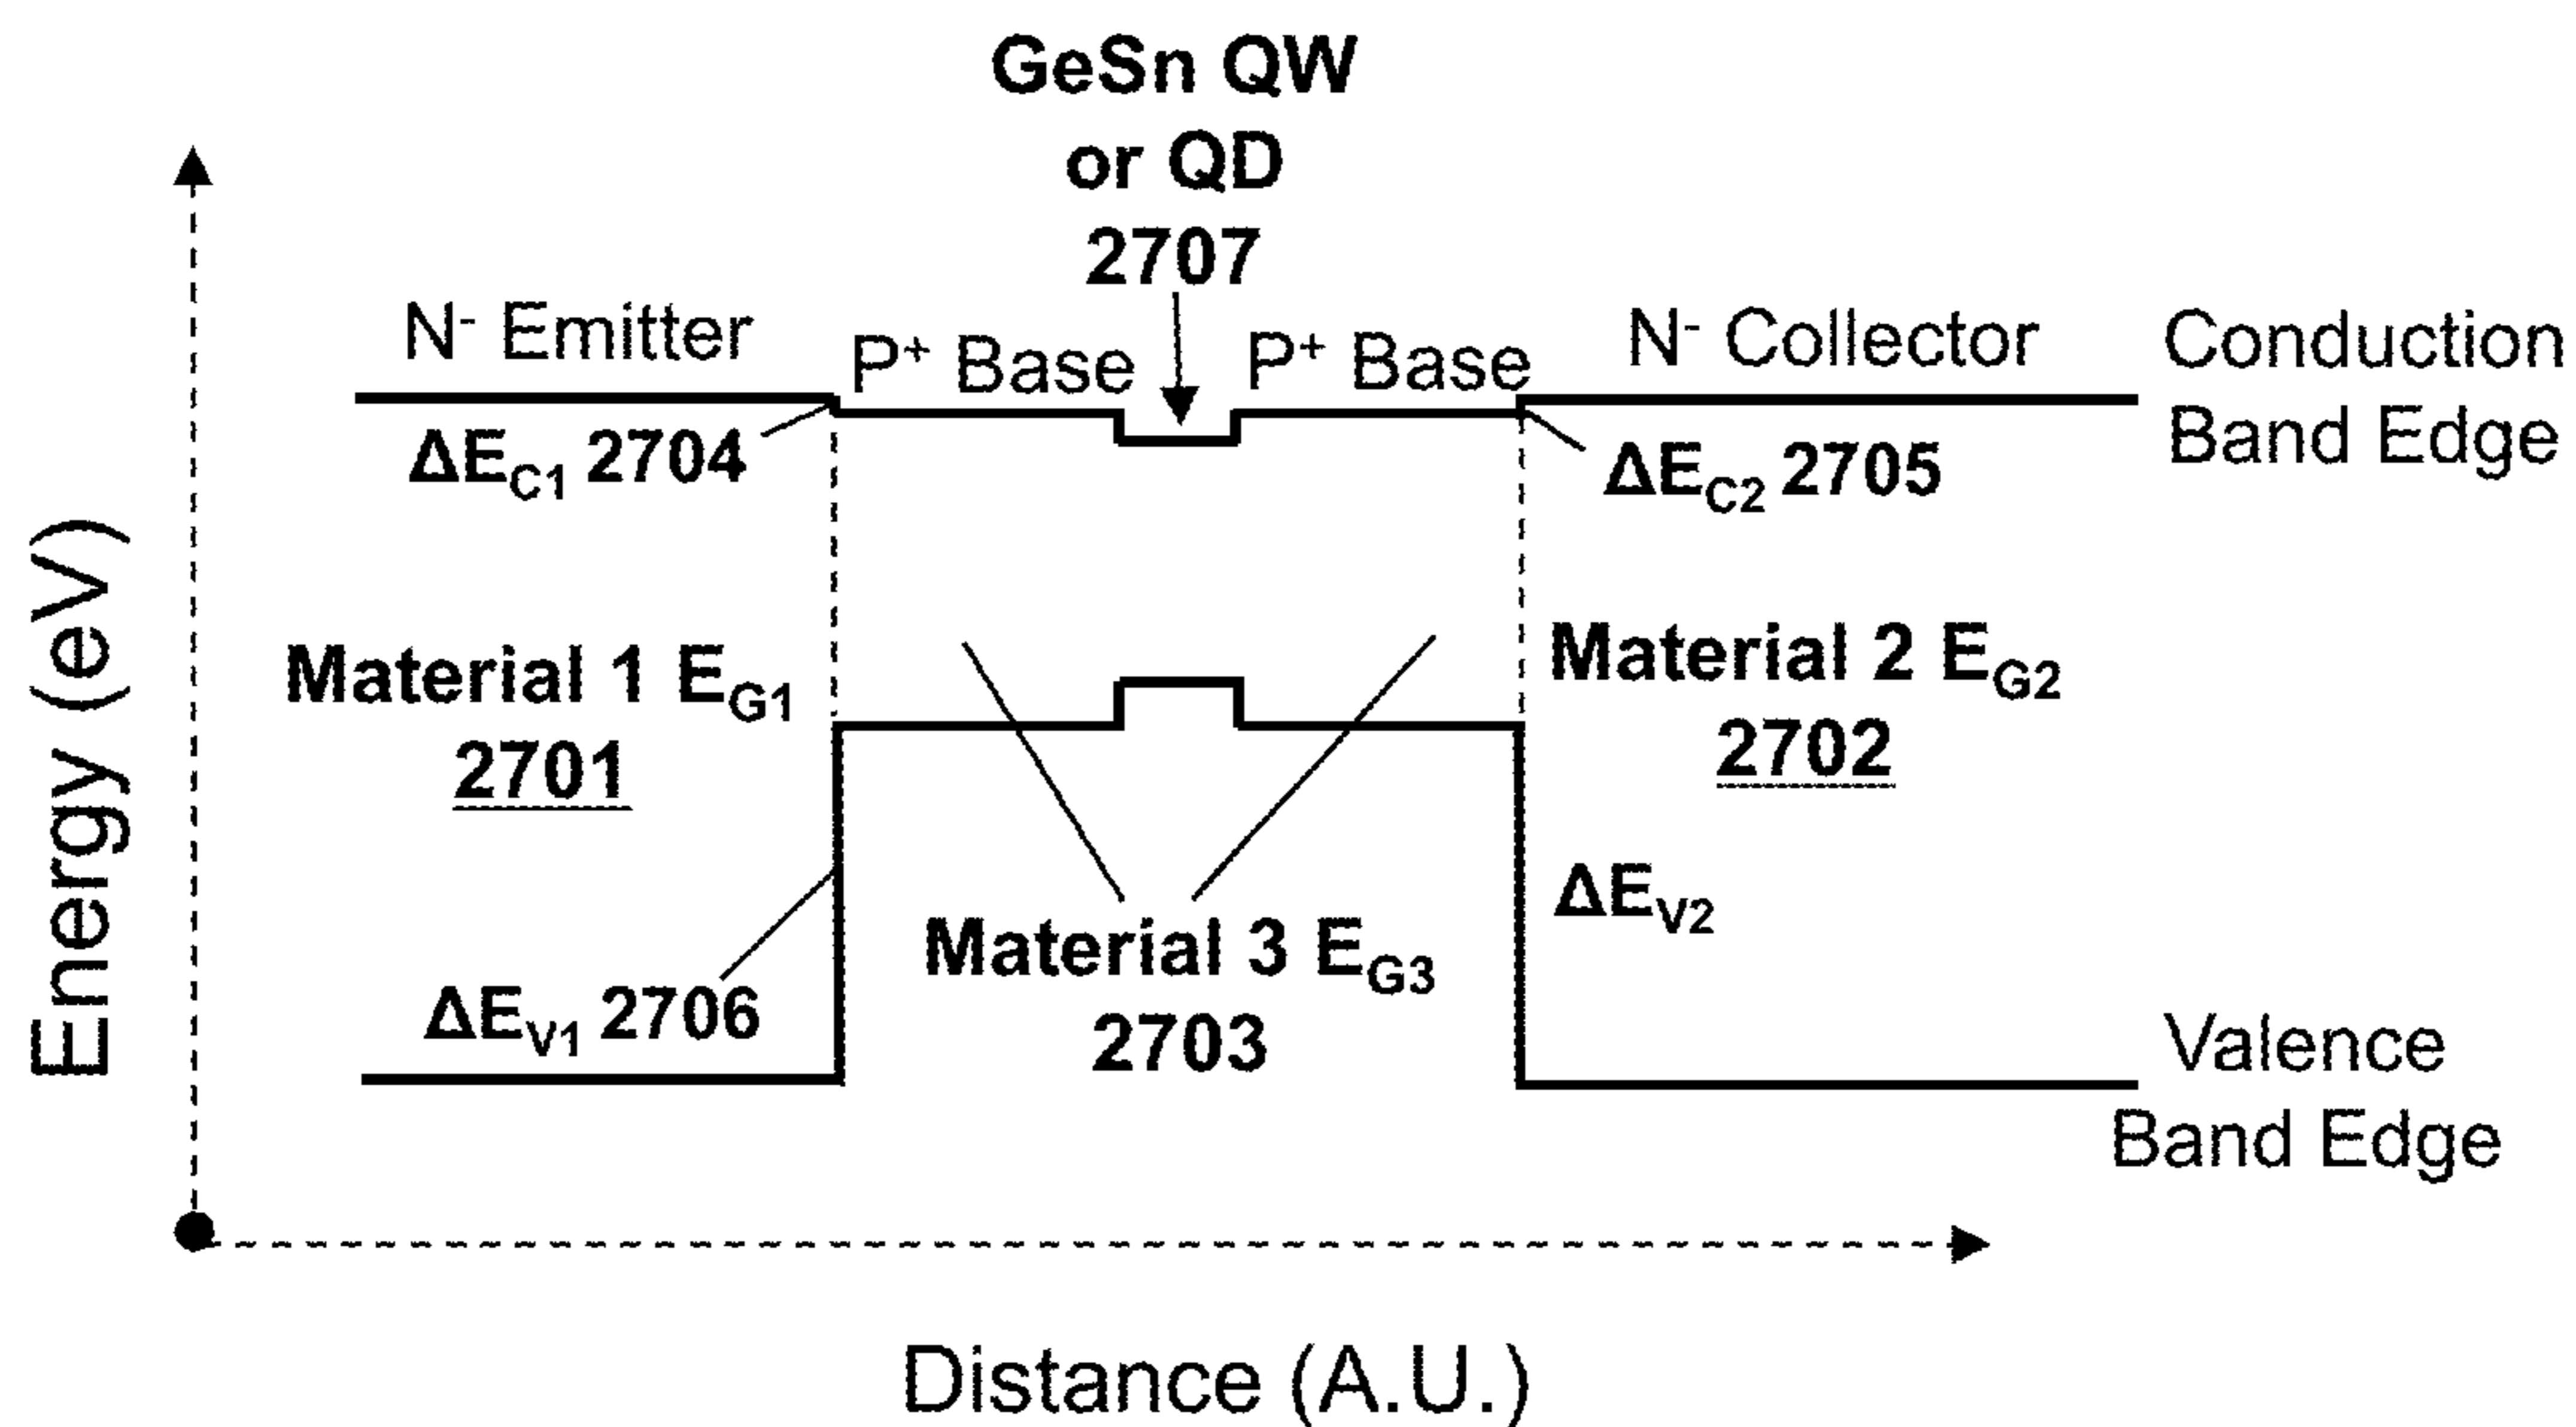 GeSn QW
or QD
2707
N- Emitter
P+ Base
P+ Base
N- Collector
Conduction
Band Edge
ΔEC1 2704
ΔEC2 2705
Energy (eV)
Material 1 EG1
2701
Material 2 EG2
2702
ΔEV2
Material 3 EG3
2703
ΔEV1 2706
Valence
Band Edge
Distance (A.U.)